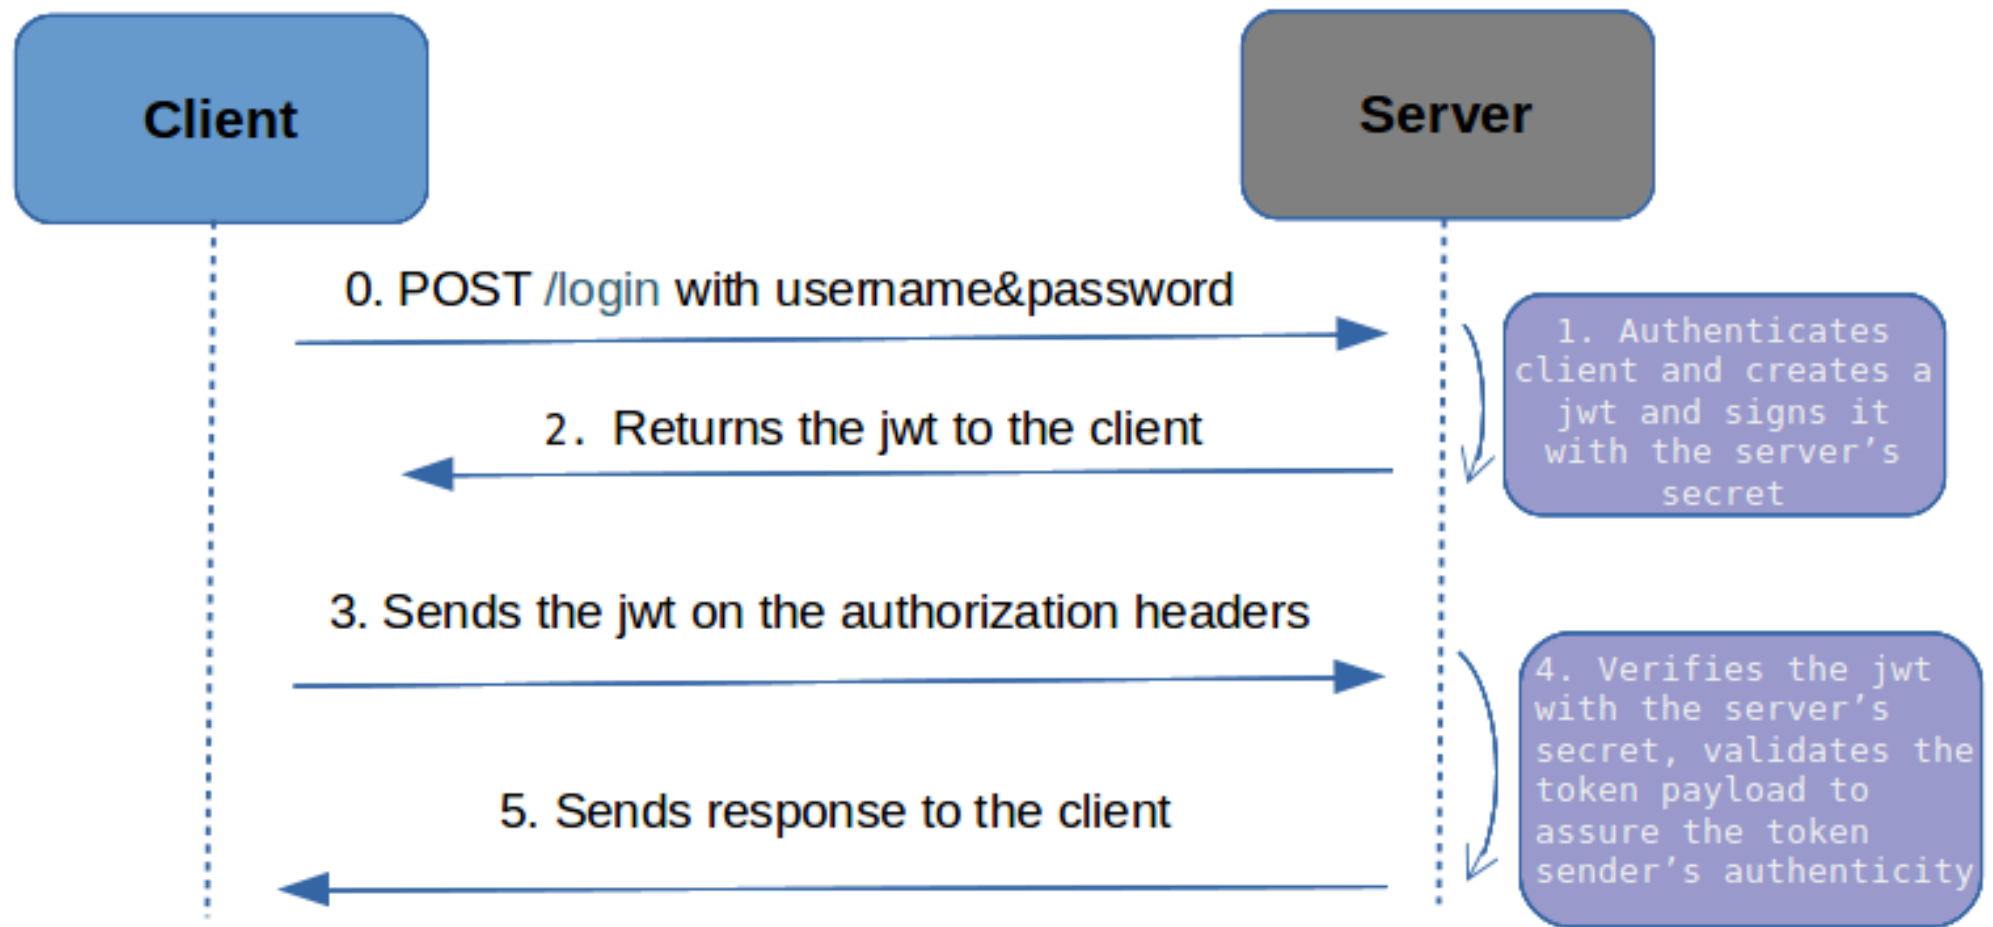 Client
Server
0. POST /login with username&password
1. Authenticates
client and creates a
jwt and signs it
with the server’s
secret
2. Returns the jwt to the client
3. Sends the jwt on the authorization headers
4. Verifies the jwt
with the server’s
secret, validates the
token payload to
assure the token
sender’s authenticity
5. Sends response to the client